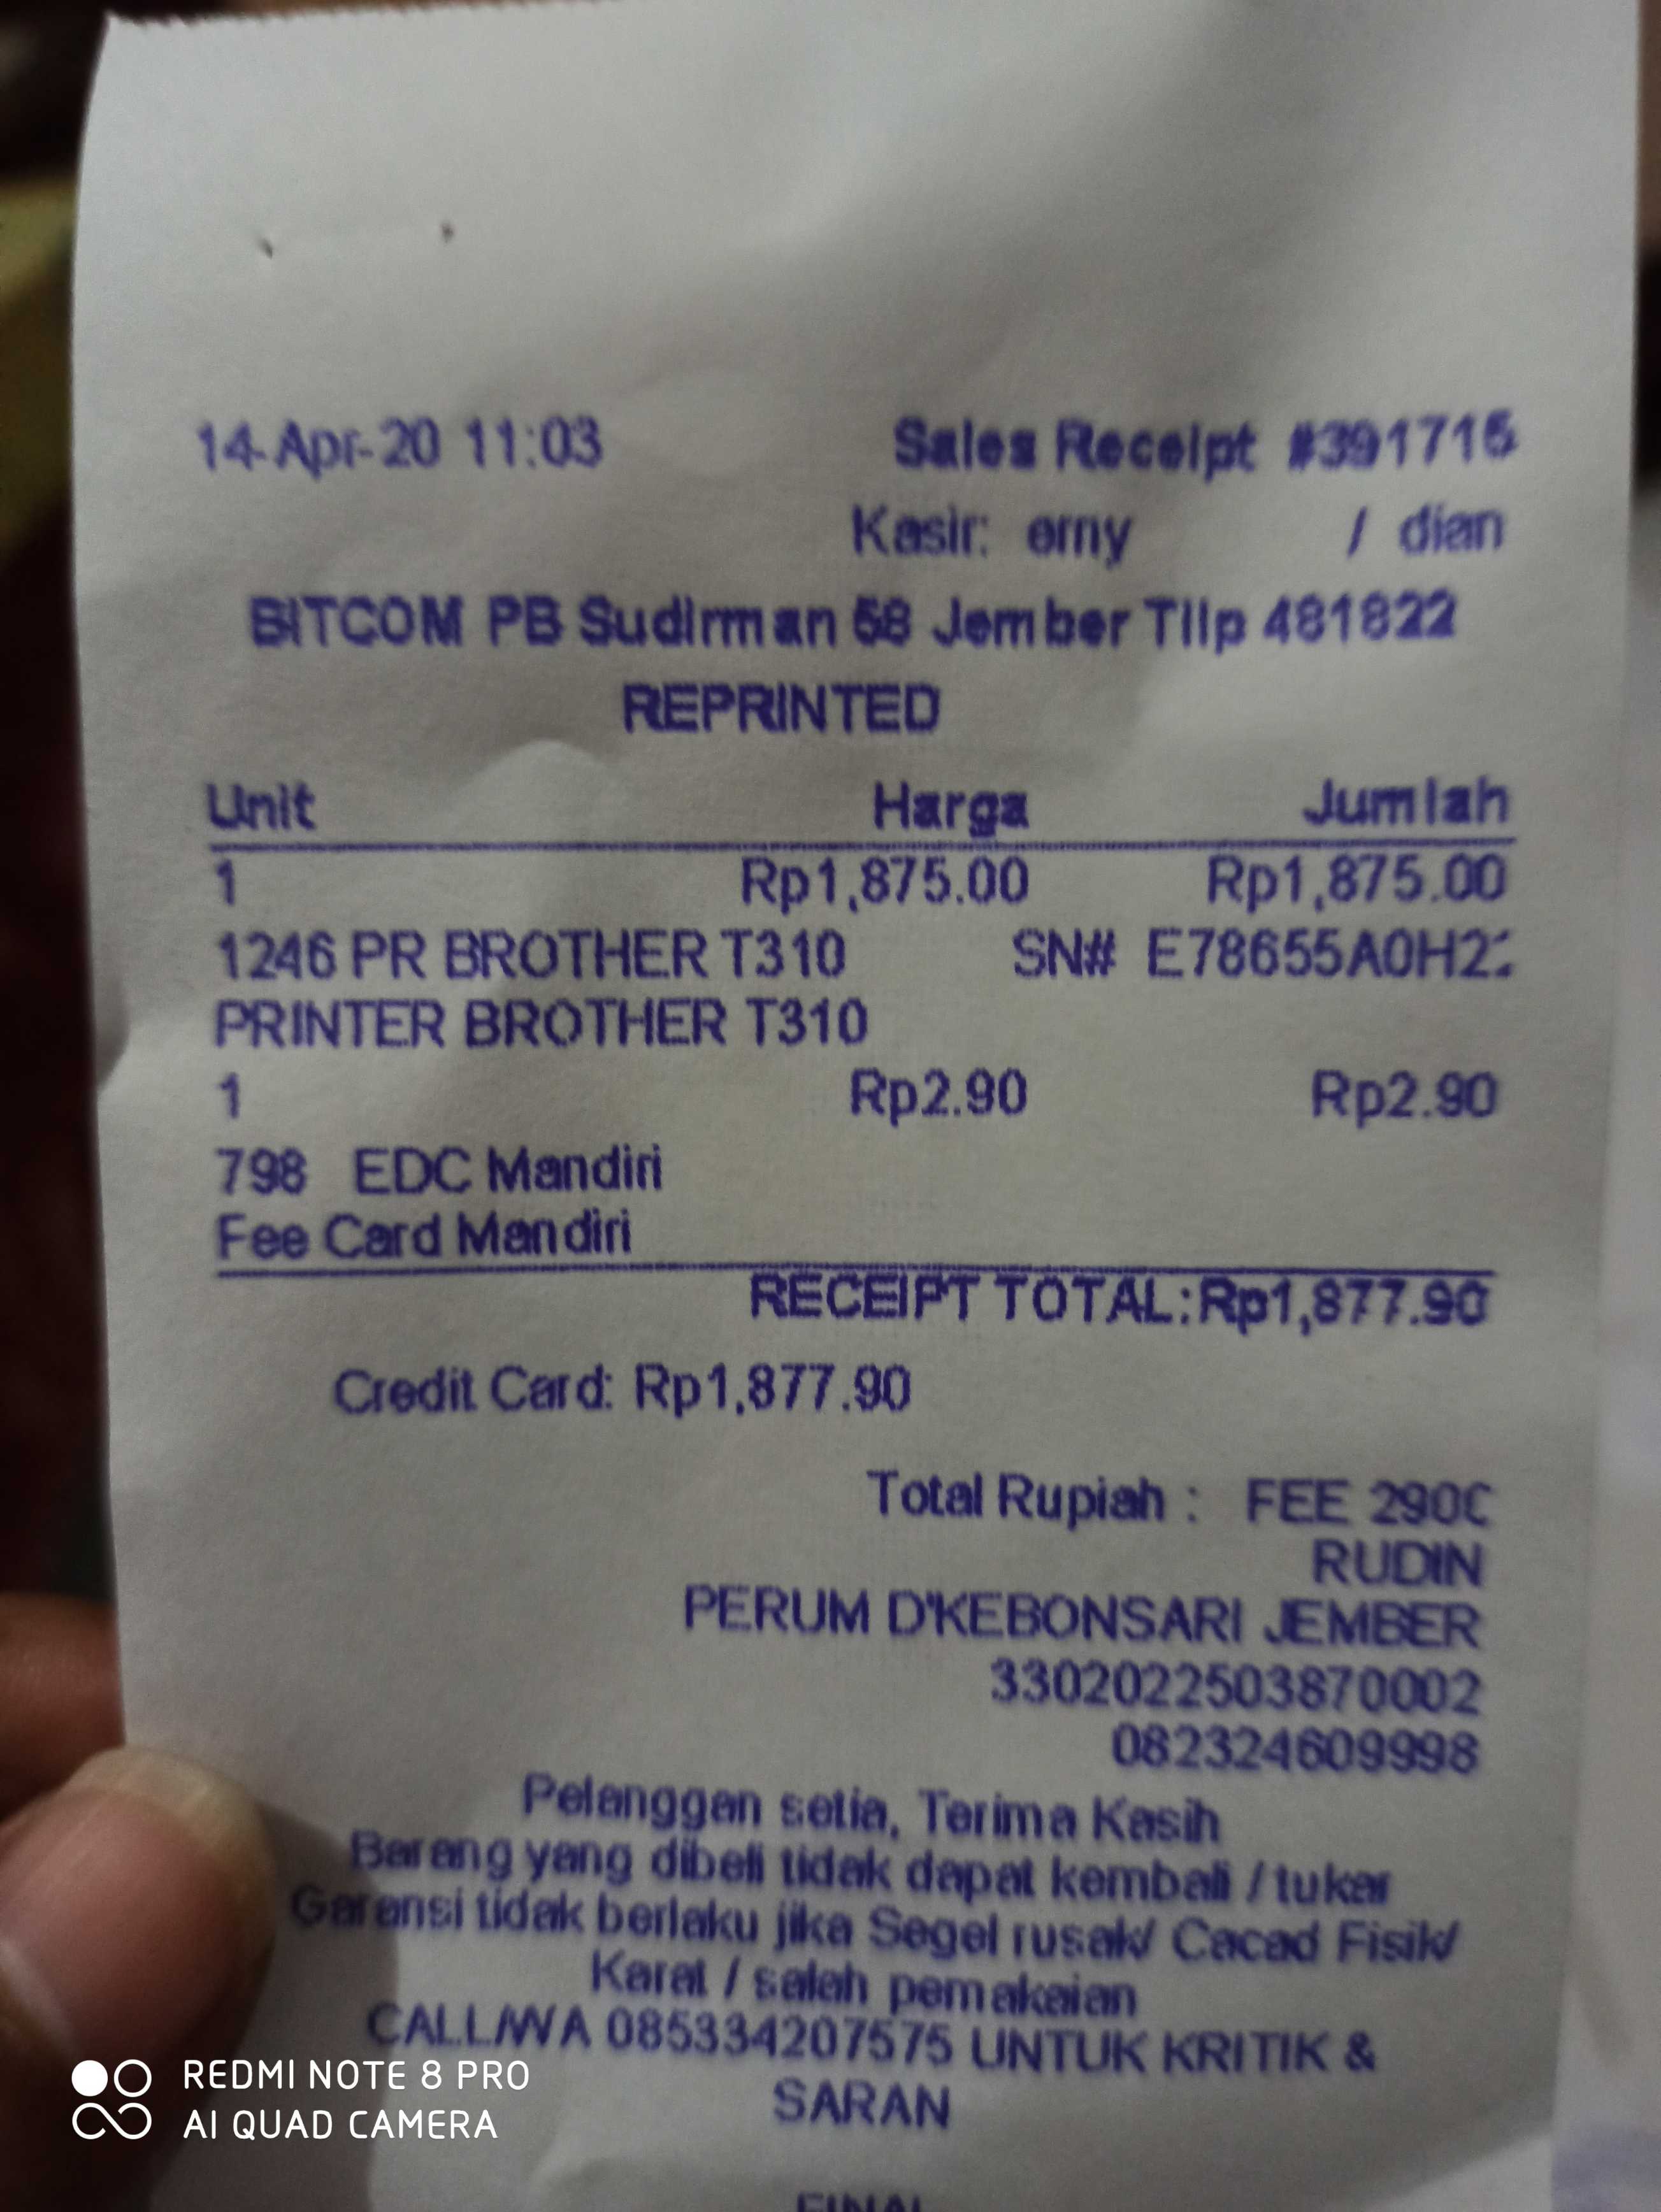 14-Apr-20 11:03 Sales Receipt #391715
Kasir: erny / dian
BITCOM PB Sudirman 58 Jember Tllp 481822
REPRINTED
Unit Harga Jumlah
1 Rp1,875.00 Rp1,875.00
1246 PR BROTHER T310 SN# E78655A0H22
PRINTER BROTHER T310
1 Rp2.90 Rp2.90
798 EDC Mandiri
Fee Card Mandiri
RECEIPT TOTAL: Rp1,877.90
Credit Card: Rp1,877.90
Total Rupiah : FEE 2900
RUDIN
PERUM D'KEBONSARI JEMBER
3302022503870002
082324609998
Pelanggan setia, Terima Kasih
Barang yang dibeli tidak dapat kembali / tukar
Garansi tidak berlaku jika Segel rusak/ Cacad Fisik/
Karat / salah pemakaian
CALL/WA 085334207575 UNTUK KRITIK &
SARAN
FINAL
REDMI NOTE 8 PRO
AI QUAD CAMERA